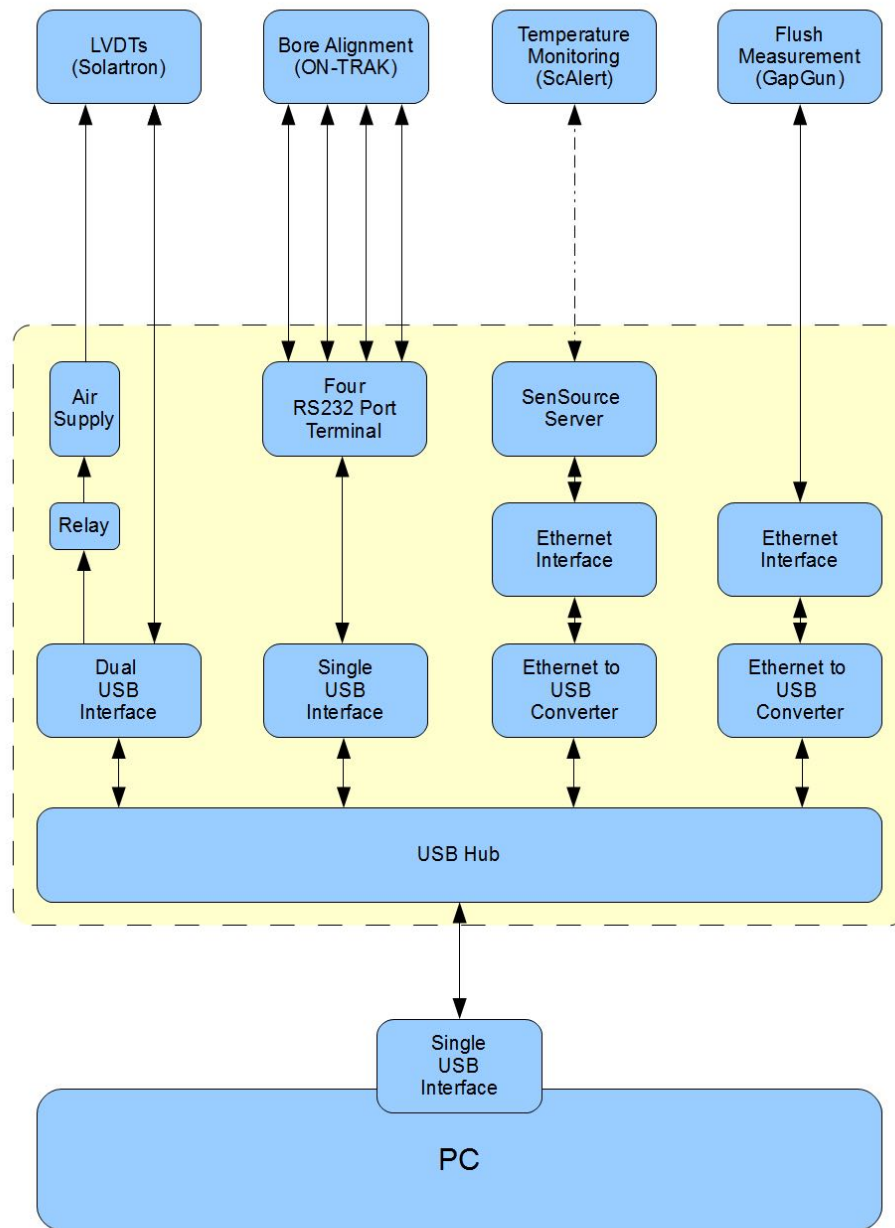 LVDTs
(Solartron)
Bore Alignment
(ON-TRAK)
Temperature
Monitoring
(ScAlert)
Flush
Measurement
(GapGun)
Air
Supply
Four
RS232 Port
Terminal
SenSource
Server
Relay
Ethernet
Interface
Ethernet
Interface
Dual
USB
Interface
Single
USB
Interface
Ethernet to
USB
Converter
Ethernet to
USB
Converter
USB Hub
Single
USB
Interface
PC